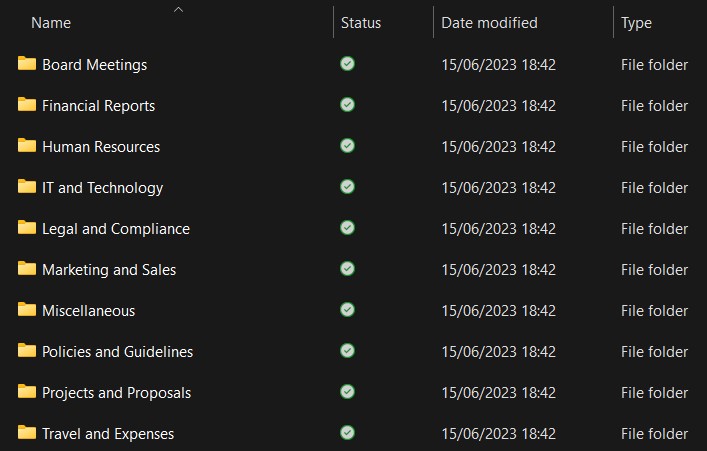 Name Status Date modified Type
Board Meetings 15/06/2023 18:42 File folder
Financial Reports 15/06/2023 18:42 File folder
Human Resources 15/06/2023 18:42 File folder
IT and Technology 15/06/2023 18:42 File folder
Legal and Compliance 15/06/2023 18:42 File folder
Marketing and Sales 15/06/2023 18:42 File folder
Miscellaneous 15/06/2023 18:42 File folder
Policies and Guidelines 15/06/2023 18:42 File folder
Projects and Proposals 15/06/2023 18:42 File folder
Travel and Expenses 15/06/2023 18:42 File folder